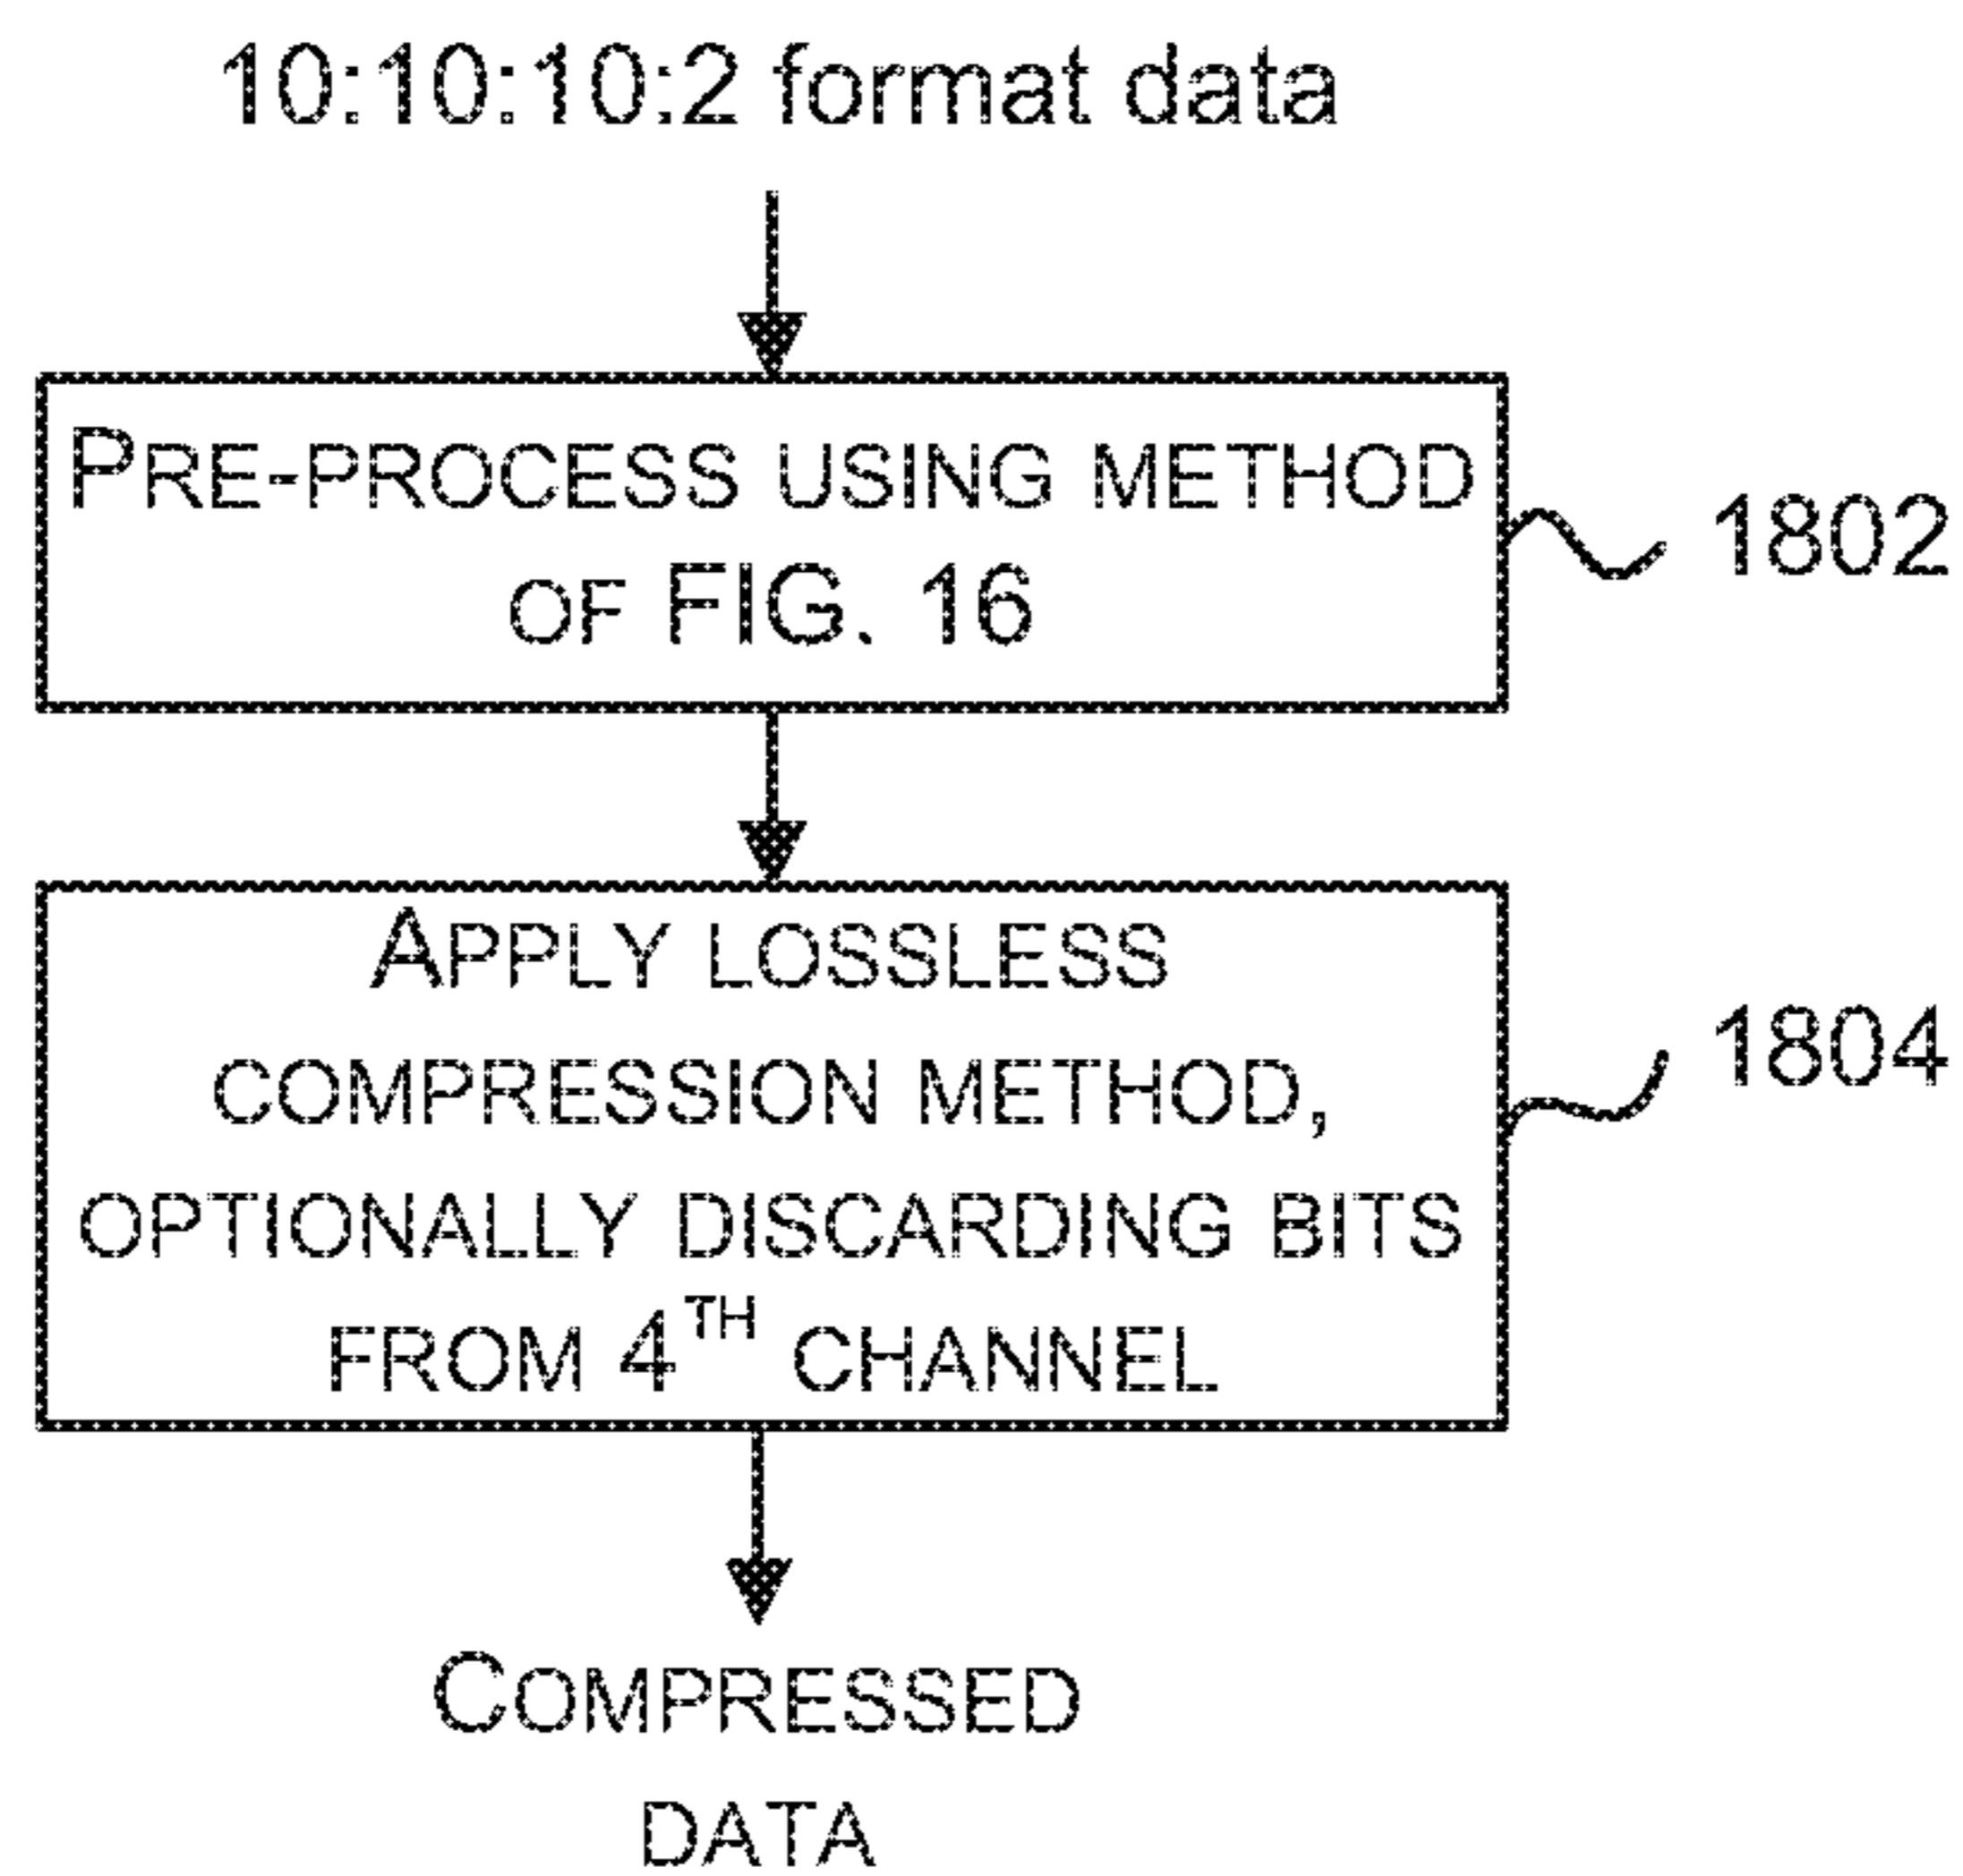 10:10:10:2 format data
PRE-PROCESS USING METHOD
OF FIG. 16
1802
APPLY LOSSLESS
COMPRESSION METHOD,
OPTIONALLY DISCARDING BITS
FROM 4TH CHANNEL
1804
COMPRESSED
DATA